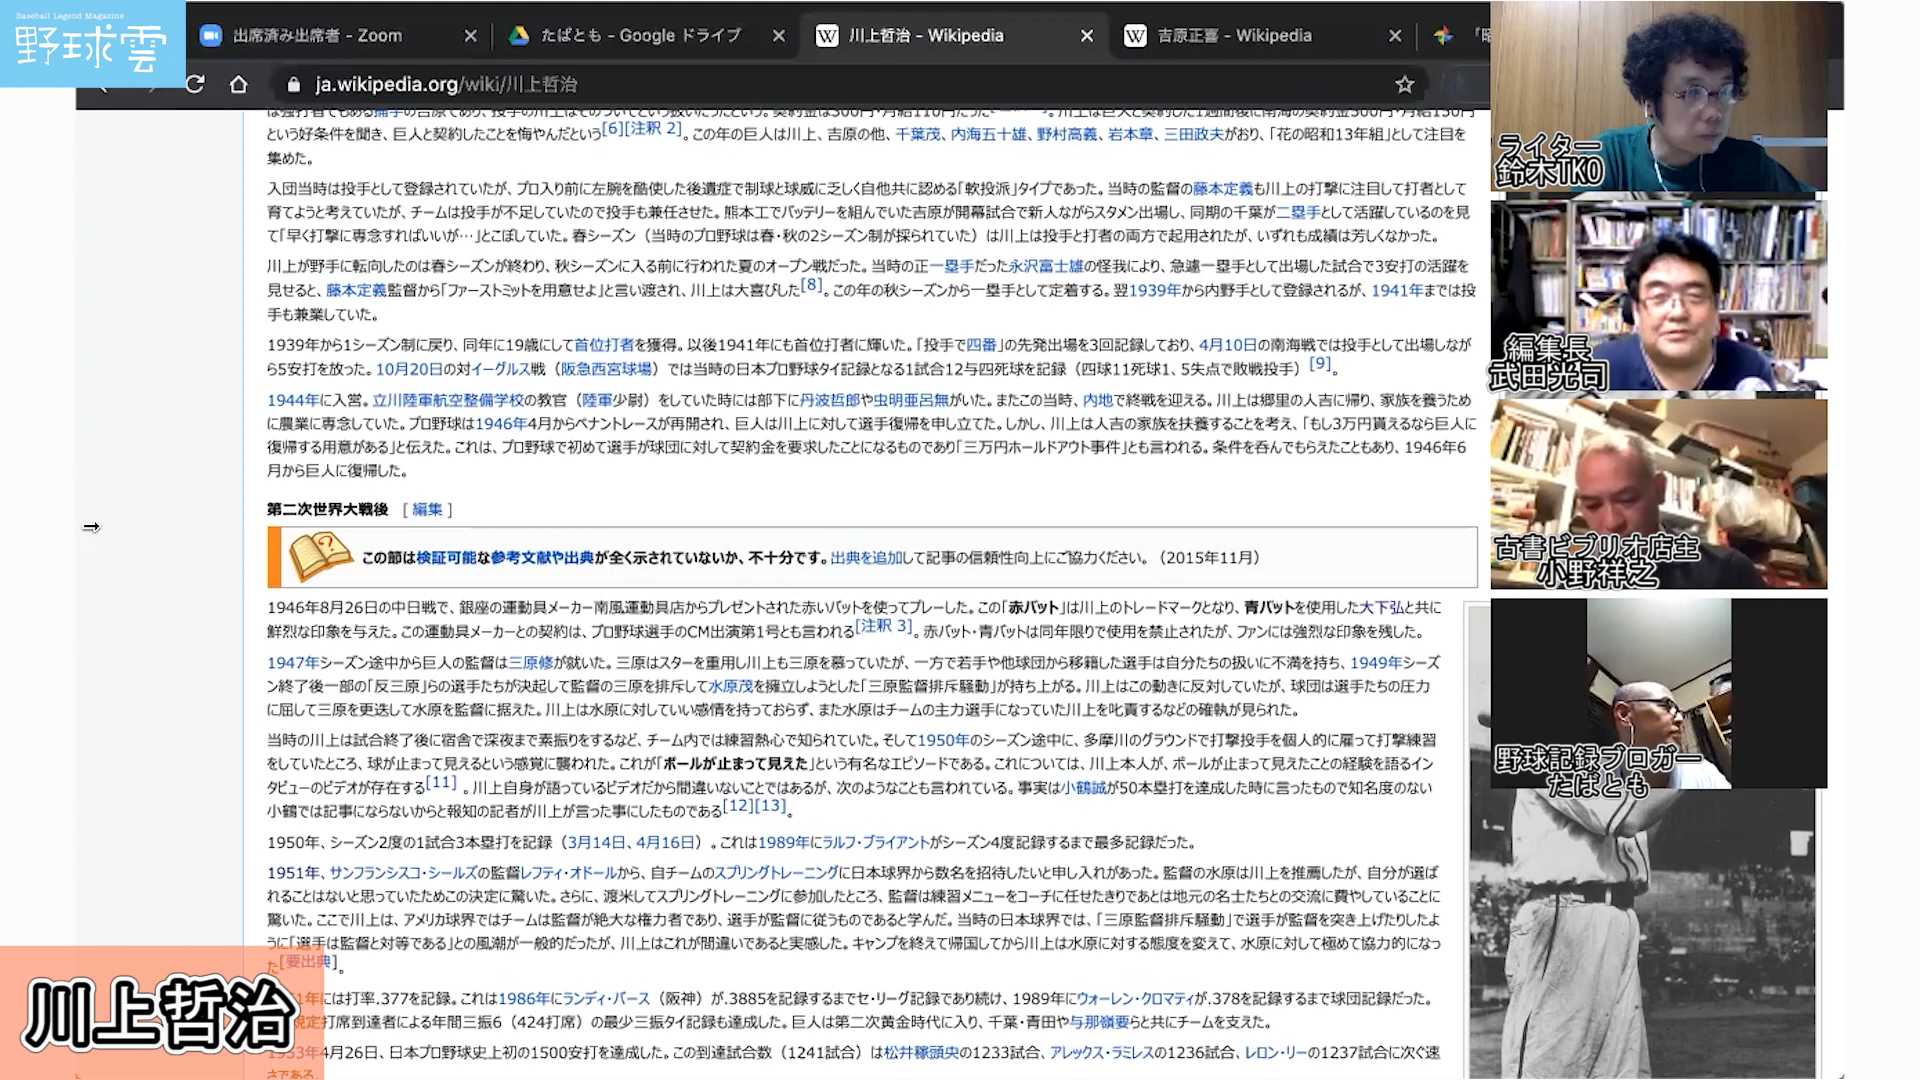 Baseball Legend Magazine
野球雲
出席済み出席者 - Zoom
たばとも - Google ドライブ
川上哲治 - Wikipedia
吉原正喜 - Wikipedia
ja.wikipedia.org/wiki/川上哲治
という好条件を聞き、巨人と契約したことを悔やんだという[6][注釈 2]。この年の巨人は川上、吉原の他、千葉茂、内海五十雄、野村高義、岩本章、三田政夫がおり、「花の昭和13年組」として注目を
集めた。
入団当時は投手として登録されていたが、プロ入り前に左腕を酷使した後遺症で制球と球威に乏しく自他共に認める「軟投派」タイプであった。当時の監督の藤本定義も川上の打撃に注目して打者として
育てようと考えていたが、チームは投手が不足していたので投手も兼任させた。熊本工でバッテリーを組んでいた吉原が開幕試合で新人ながらスタメン出場し、同期の千葉が二塁手として活躍しているのを見
て「早く打撃に専念すればいいが…」とこぼしていた。春シーズン（当時のプロ野球は春・秋の2シーズン制が採られていた）は川上は投手と打者の両方で起用されたが、いずれも成績は芳しくなかった。
川上が野手に転向したのは春シーズンが終わり、秋シーズンに入る前に行われた夏のオープン戦だった。当時の正一塁手だった永沢富士雄の怪我により、急遽一塁手として出場した試合で3安打の活躍を
見せると、藤本定義監督から「ファーストミットを用意せよ」と言い渡され、川上は大喜びした[8]。この年の秋シーズンから一塁手として定着する。翌1939年から内野手として登録されるが、1941年までは投
手も兼業していた。
1939年から1シーズン制に戻り、同年に19歳にして首位打者を獲得。以後1941年にも首位打者に輝いた。「投手で四番」の先発出場を3回記録しており、4月10日の南海戦では投手として出場しなが
ら5安打を放った。10月20日の対イーグルス戦（阪急西宮球場）では当時の日本プロ野球タイ記録となる1試合12与四死球を記録（四球11死球1、5失点で敗戦投手）[9]。
1944年に入営。立川陸軍航空整備学校の教官（陸軍少尉）をしていた時には部下に丹波哲郎や虫明亜呂無がいた。またこの当時、内地で終戦を迎える。川上は郷里の人吉に帰り、家族を養うため
に農業に専念していた。プロ野球は1946年4月からペナントレースが再開され、巨人は川上に対して選手復帰を申し立てた。しかし、川上は人吉の家族を扶養することを考え、「もし3万円貰えるなら巨人に
復帰する用意がある」と伝えた。これは、プロ野球で初めて選手が球団に対して契約金を要求したことになるものであり「三万円ホールドアウト事件」とも言われる。条件を呑んでもらえたこともあり、1946年6
月から巨人に復帰した。
第二次世界大戦後 [ 編集 ]
この節は検証可能な参考文献や出典が全く示されていないか、不十分です。出典を追加して記事の信頼性向上にご協力ください。（2015年11月）
1946年8月26日の中日戦で、銀座の運動具メーカー南風運動具店からプレゼントされた赤いバットを使ってプレーした。この「赤バット」は川上のトレードマークとなり、青バットを使用した大下弘と共に
鮮烈な印象を与えた。この運動具メーカーとの契約は、プロ野球選手のCM出演第1号とも言われる[注釈 3]。赤バット・青バットは同年限りで使用を禁止されたが、ファンには強烈な印象を残した。
1947年シーズン途中から巨人の監督は三原修が就いた。三原はスターを重用し川上も三原を慕っていたが、一方で若手や他球団から移籍した選手は自分たちの扱いに不満を持ち、1949年シーズ
ン終了後一部の「反三原」らの選手たちが決起して監督の三原を排斥して水原茂を擁立しようとした「三原監督排斥騒動」が持ち上がる。川上はこの動きに反対していたが、球団は選手たちの圧力
に屈して三原を更迭して水原を監督に据えた。川上は水原に対していい感情を持っておらず、また水原はチームの主力選手になっていた川上を叱責するなどの確執が見られた。
当時の川上は試合終了後に宿舎で深夜まで素振りをするなど、チーム内では練習熱心で知られていた。そして1950年のシーズン途中に、多摩川のグラウンドで打撃投手を個人的に雇って打撃練習
をしていたところ、球が止まって見えるという感覚に襲われた。これが「ボールが止まって見えた」という有名なエピソードである。これについては、川上本人が、ボールが止まって見えたことの経験を語るイン
タビューのビデオが存在する[11] 。川上自身が語っているビデオだから間違いないことではあるが、次のようなことも言われている。事実は小鶴誠が50本塁打を達成した時に言ったもので知名度のない
小鶴では記事にならないからと報知の記者が川上が言った事にしたものである[12][13]。
1950年、シーズン2度の1試合3本塁打を記録（3月14日、4月16日）。これは1989年にラルフ・ブライアントがシーズン4度記録するまで最多記録だった。
1951年、サンフランシスコ・シールズの監督レフティ・オドールから、自チームのスプリングトレーニングに日本球界から数名を招待したいと申し入れがあった。監督の水原は川上を推薦したが、自分が選ば
れることはないと思っていたためこの決定に驚いた。さらに、渡米してスプリングトレーニングに参加したところ、監督は練習メニューをコーチに任せたきりであとは地元の名士たちとの交流に費やしていることに
驚いた。ここで川上は、アメリカ球界ではチームは監督が絶大な権力者であり、選手が監督に従うものであると学んだ。当時の日本球界では、「三原監督排斥騒動」で選手が監督を突き上げたりしたよ
うに「選手は監督と対等である」との風潮が一般的だったが、川上はこれが間違いであると実感した。キャンプを終えて帰国してから川上は水原に対する態度を変えて、水原に対して極めて協力的になっ
た[要出典]。
1年には打率.377を記録。これは1986年にランディ・バース（阪神）が.3885を記録するまでセ・リーグ記録であり続け、1989年にウォーレン・クロマティが.378を記録するまで球団記録だった。
規定打席到達者による年間三振6（424打席）の最少三振タイ記録も達成した。巨人は第二次黄金時代に入り、千葉・青田や与那嶺要らと共にチームを支えた。
3年4月26日、日本プロ野球史上初の1500安打を達成した。この到達試合数（1241試合）は松井稼頭央の1233試合、アレックス・ラミレスの1236試合、レロン・リーの1237試合に次ぐ速
さである。
川上哲治
ライター
鈴木TKO
編集長
武田光司
古書ビブリオ店主
小野祥之
野球記録ブロガー
たばとも